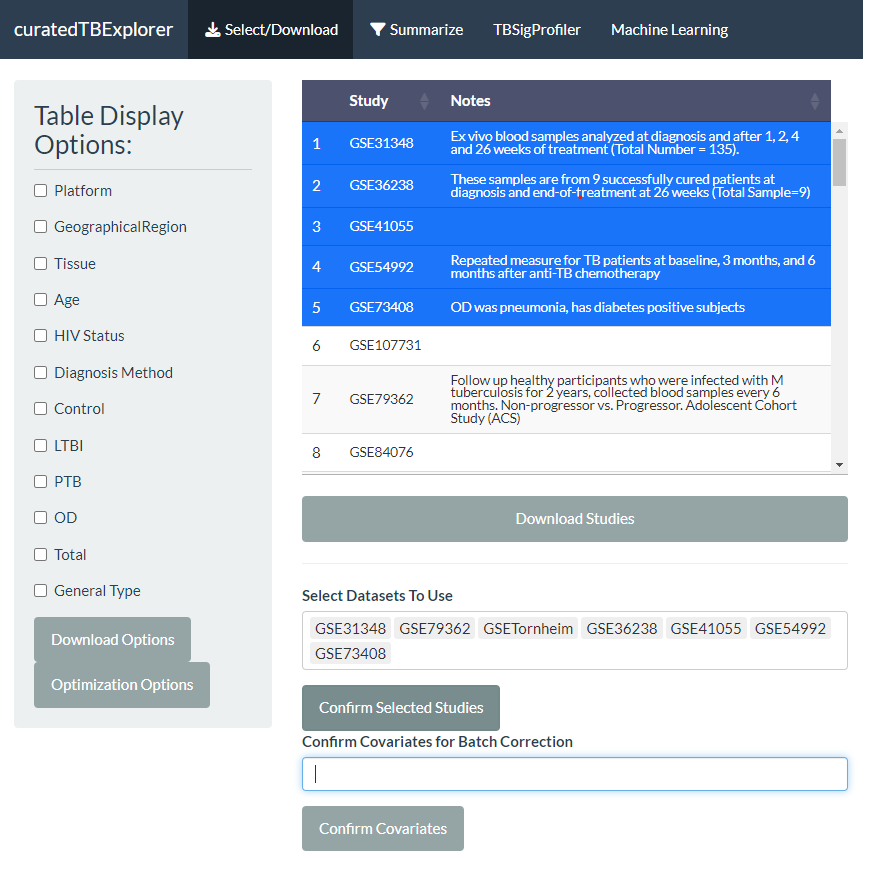 curatedTBExplorer
Select/Download
Summarize
TBSigProfiler
Machine Learning
Table Display
Options:
Platform
GeographicalRegion
Tissue
Age
HIV Status
Diagnosis Method
Control
LTBI
PTB
OD
Total
General Type
Download Options
Optimization Options
Study Notes
1 GSE31348 Ex vivo blood samples analyzed at diagnosis and after 1, 2, 4
and 26 weeks of treatment (Total Number = 135).
2 GSE36238 These samples are from 9 successfully cured patients at
diagnosis and end-of-treatment at 26 weeks (Total Sample=9)
3 GSE41055
4 GSE54992 Repeated measure for TB patients at baseline, 3 months, and 6
months after anti-TB chemotherapy
5 GSE73408 OD was pneumonia, has diabetes positive subjects
6 GSE107731
7 GSE79362 Follow up healthy participants who were infected with M
tuberculosis for 2 years, collected blood samples every 6
months. Non-progressor vs. Progressor. Adolescent Cohort
Study (ACS)
8 GSE84076
Download Studies
Select Datasets To Use
GSE31348 GSE79362 GSETornheim GSE36238 GSE41055 GSE54992
GSE73408
Confirm Selected Studies
Confirm Covariates for Batch Correction
Confirm Covariates